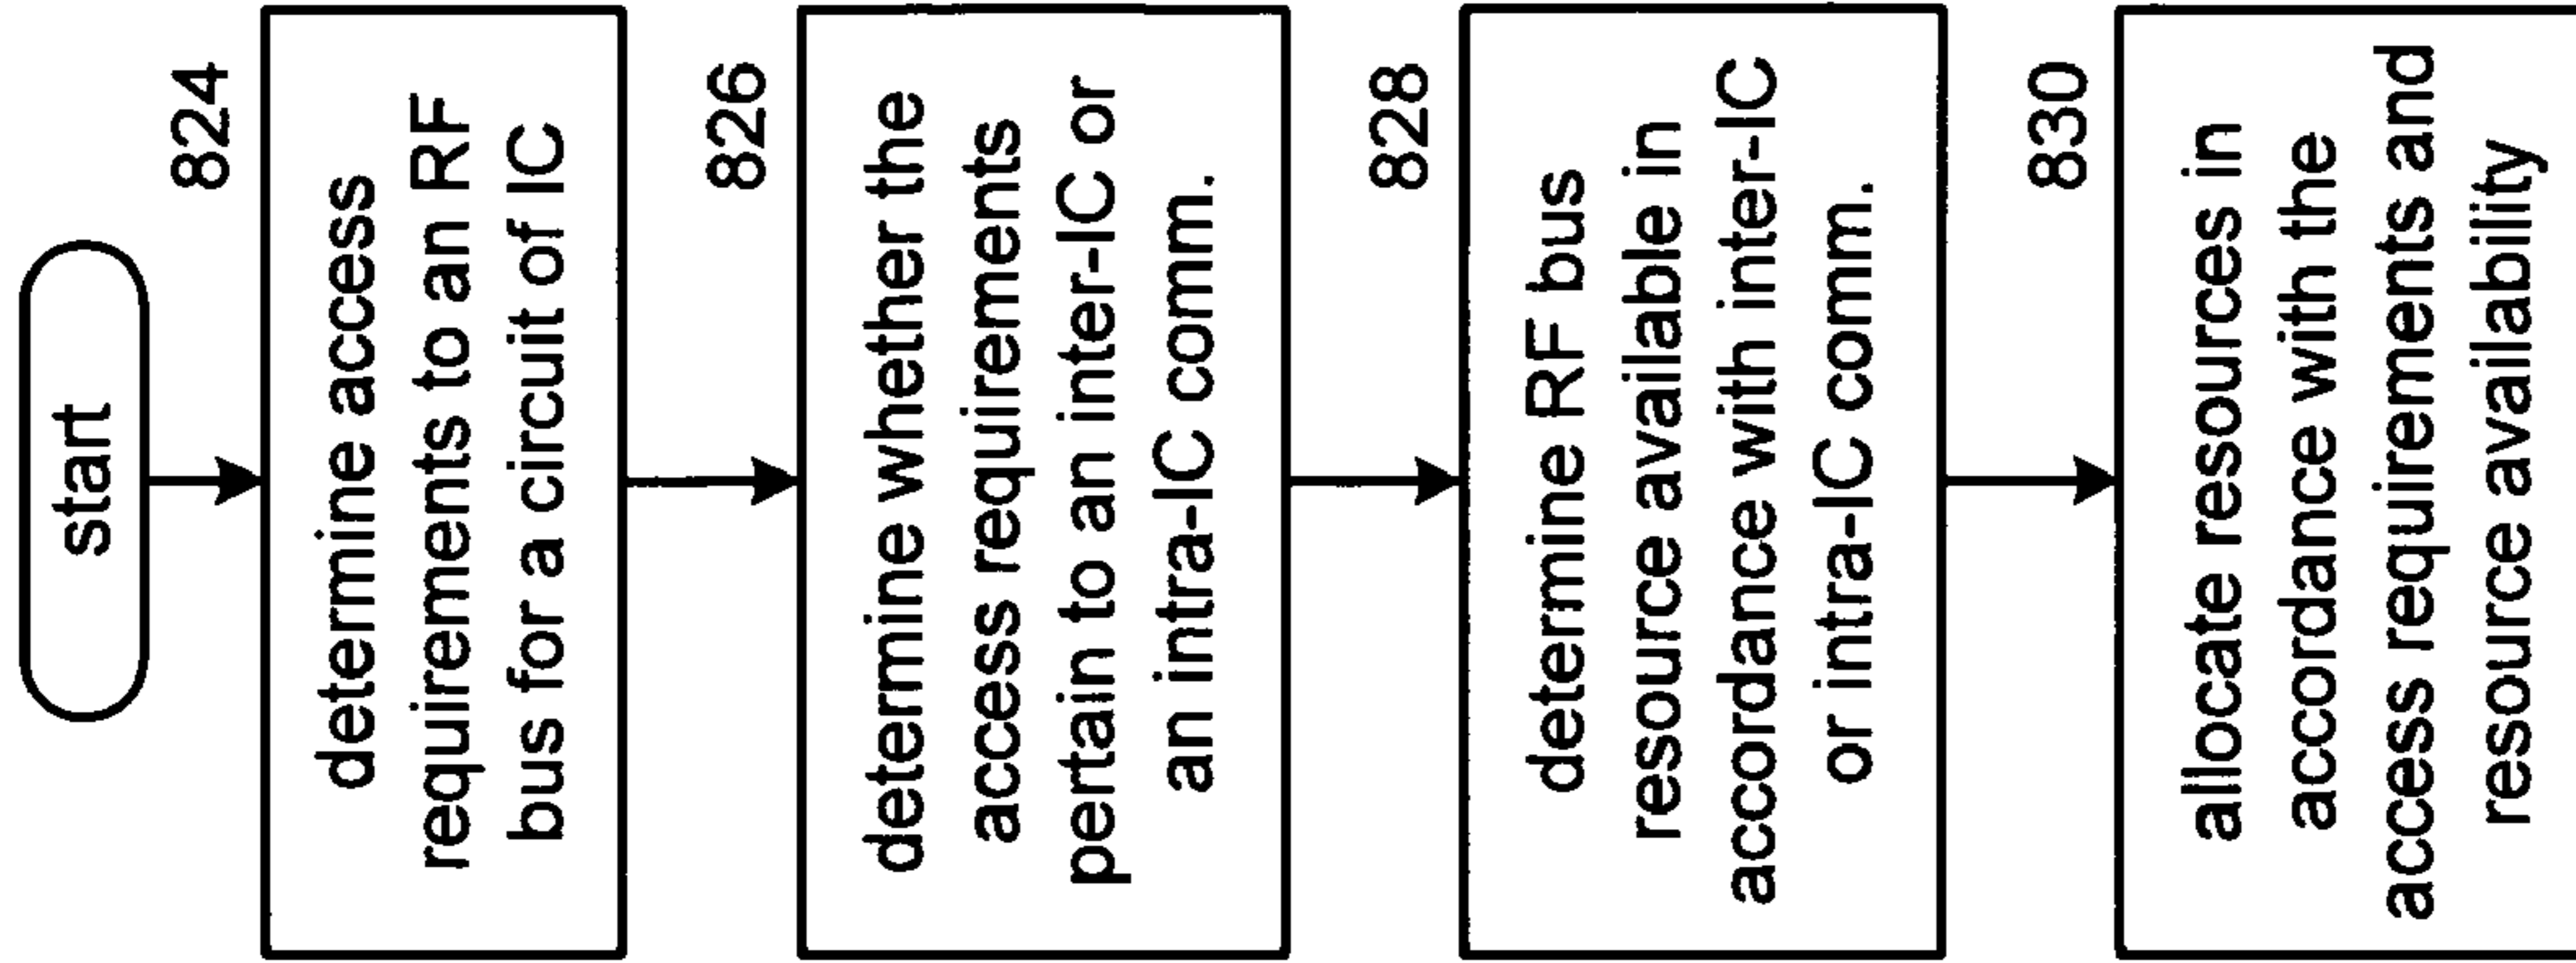 start
824
determine access
requirements to an RF
bus for a circuit of IC
826
determine whether the
access requirements
pertain to an inter-IC or
an intra-IC comm.
828
determine RF bus
resource available in
accordance with inter-IC
or intra-IC comm.
830
allocate resources in
accordance with the
access requirements and
resource availability